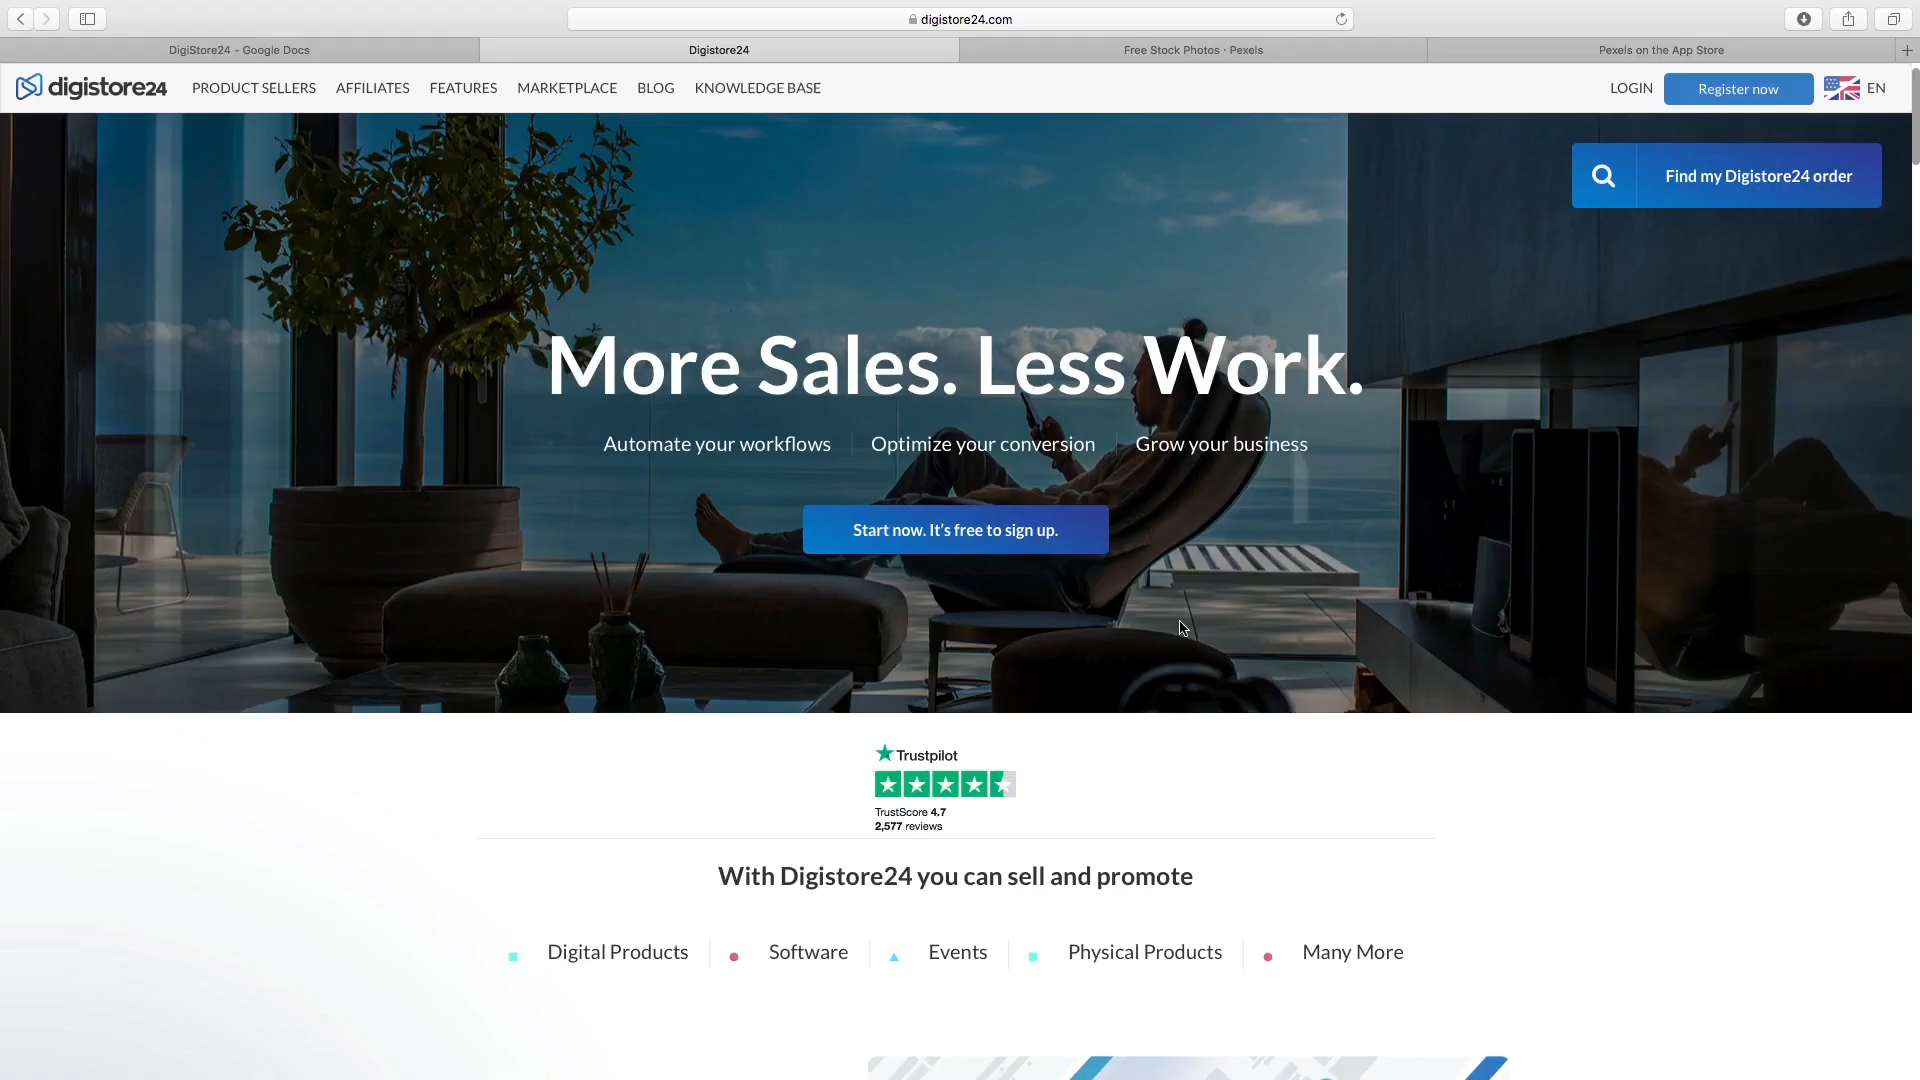 digistore24.com
DigiStore24 - Google Docs
Digistore24
Free Stock Photos · Pexels
Pexels on the App Store
digistore24
PRODUCT SELLERS
AFFILIATES
FEATURES
MARKETPLACE
BLOG
KNOWLEDGE BASE
LOGIN
Register now
EN
Find my Digistore24 order
More Sales. Less Work.
Automate your workflows
Optimize your conversion
Grow your business
Start now. It’s free to sign up.
Trustpilot
TrustScore 4.7
2,577 reviews
With Digistore24 you can sell and promote
Digital Products
Software
Events
Physical Products
Many More